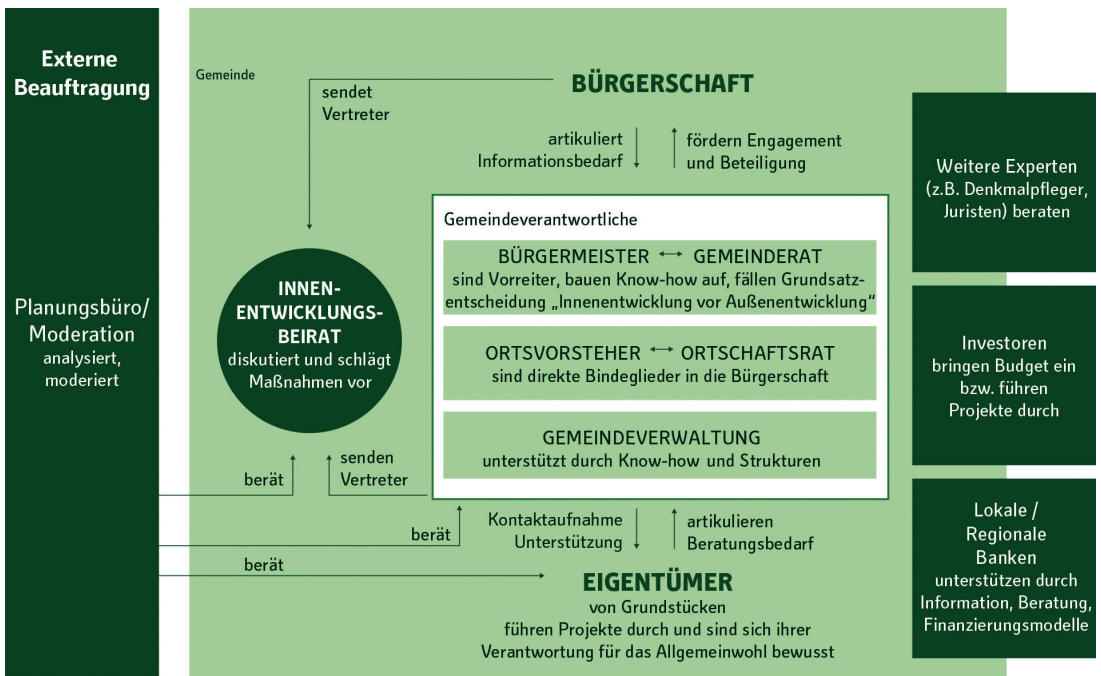 Externe
Beauftragung
Planungsbüro/
Moderation
analysiert,
moderiert
Gemeinde
BÜRGERSCHAFT
sendet
Vertreter
artikuliert
Informationsbedarf
fördern Engagement
und Beteiligung
INNEN-
ENTWICKLUNGS-
BEIRAT
diskutiert und schlägt
Maßnahmen vor
Gemeindeverantwortliche
BÜRGERMEISTER ↔ GEMEINDERAT
sind Vorreiter, bauen Know-how auf, fällen Grundsatz-
entscheidung „Innenentwicklung vor Außenentwicklung“
ORTSVORSTEHER ↔ ORTSCHAFTSRAT
sind direkte Bindeglieder in die Bürgerschaft
GEMEINDEVERWALTUNG
unterstützt durch Know-how und Strukturen
berät
senden
Vertreter
berät
berät
Kontaktaufnahme
Unterstützung
artikulieren
Beratungsbedarf
EIGENTÜMER
von Grundstücken
führen Projekte durch und sind sich ihrer
Verantwortung für das Allgemeinwohl bewusst
Weitere Experten
(z.B. Denkmalpfleger,
Juristen) beraten
Investoren
bringen Budget ein
bzw. führen
Projekte durch
Lokale /
Regionale
Banken
unterstützen durch
Information, Beratung,
Finanzierungsmodelle